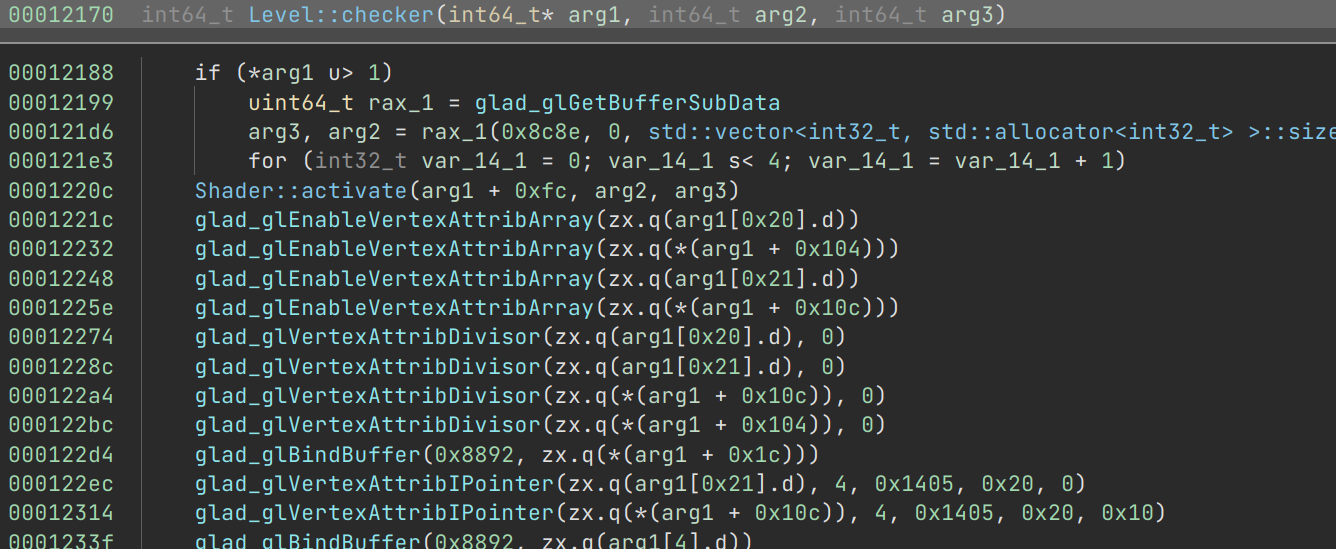 00012170 int64_t Level::checker(int64_t* arg1, int64_t arg2, int64_t arg3)
00012188 if (*arg1 u> 1)
00012199 uint64_t rax_1 = glad_glGetBufferSubData
000121d6 arg3, arg2 = rax_1(0x8c8e, 0, std::vector<int32_t, std::allocator<int32_t> >::size
000121e3 for (int32_t var_14_1 = 0; var_14_1 s< 4; var_14_1 = var_14_1 + 1)
0001220c Shader::activate(arg1 + 0xfc, arg2, arg3)
0001221c glad_glEnableVertexAttribArray(zx.q(arg1[0x20].d))
00012232 glad_glEnableVertexAttribArray(zx.q(*(arg1 + 0x104)))
00012248 glad_glEnableVertexAttribArray(zx.q(arg1[0x21].d))
0001225e glad_glEnableVertexAttribArray(zx.q(*(arg1 + 0x10c)))
00012274 glad_glVertexAttribDivisor(zx.q(arg1[0x20].d), 0)
0001228c glad_glVertexAttribDivisor(zx.q(arg1[0x21].d), 0)
000122a4 glad_glVertexAttribDivisor(zx.q(*(arg1 + 0x10c)), 0)
000122bc glad_glVertexAttribDivisor(zx.q(*(arg1 + 0x104)), 0)
000122d4 glad_glBindBuffer(0x8892, zx.q(*(arg1 + 0x1c)))
000122ec glad_glVertexAttribIPointer(zx.q(arg1[0x21].d), 4, 0x1405, 0x20, 0)
00012314 glad_glVertexAttribIPointer(zx.q(*(arg1 + 0x10c)), 4, 0x1405, 0x20, 0x10)
0001233f glad_glBindBuffer(0x8892, zx.q(arg1[4].d))